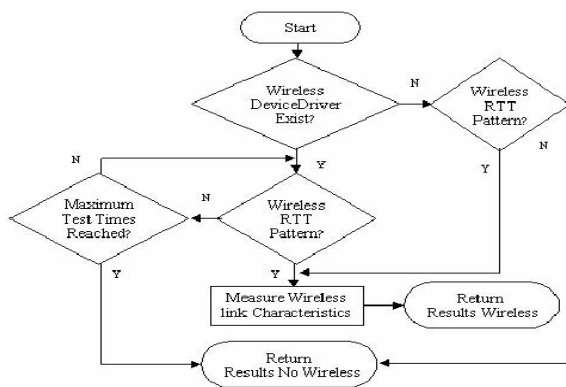 Start
Wireless
DeviceDriver
Exist?
N
Wireless
RTT
Pattern?
N
Y
N
Y
Maximum
Test Times
Reached?
N
Wireless
RTT
Pattern?
Y
Y
Measure Wireless
link Characteristics
Return
Results Wireless
Return
Results No Wireless